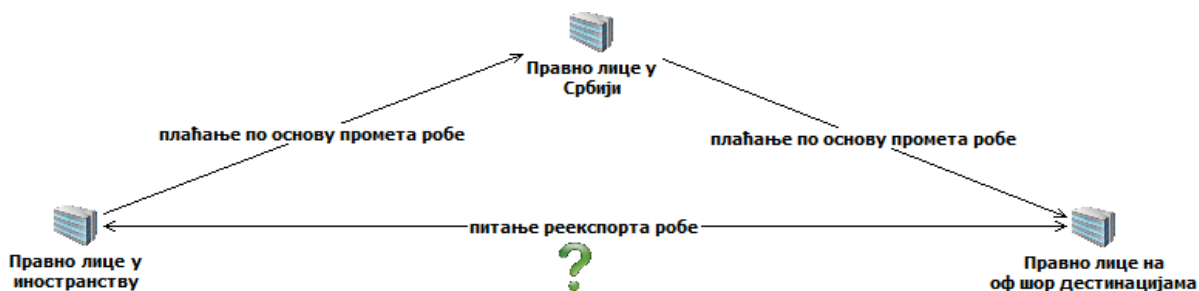 Правно лице у
Србији
плаћање по основу промета робе
плаћање по основу промета робе
питање реекспорта робе
?
Правно лице у
иностранству
Правно лице на
оф шор дестинацијама